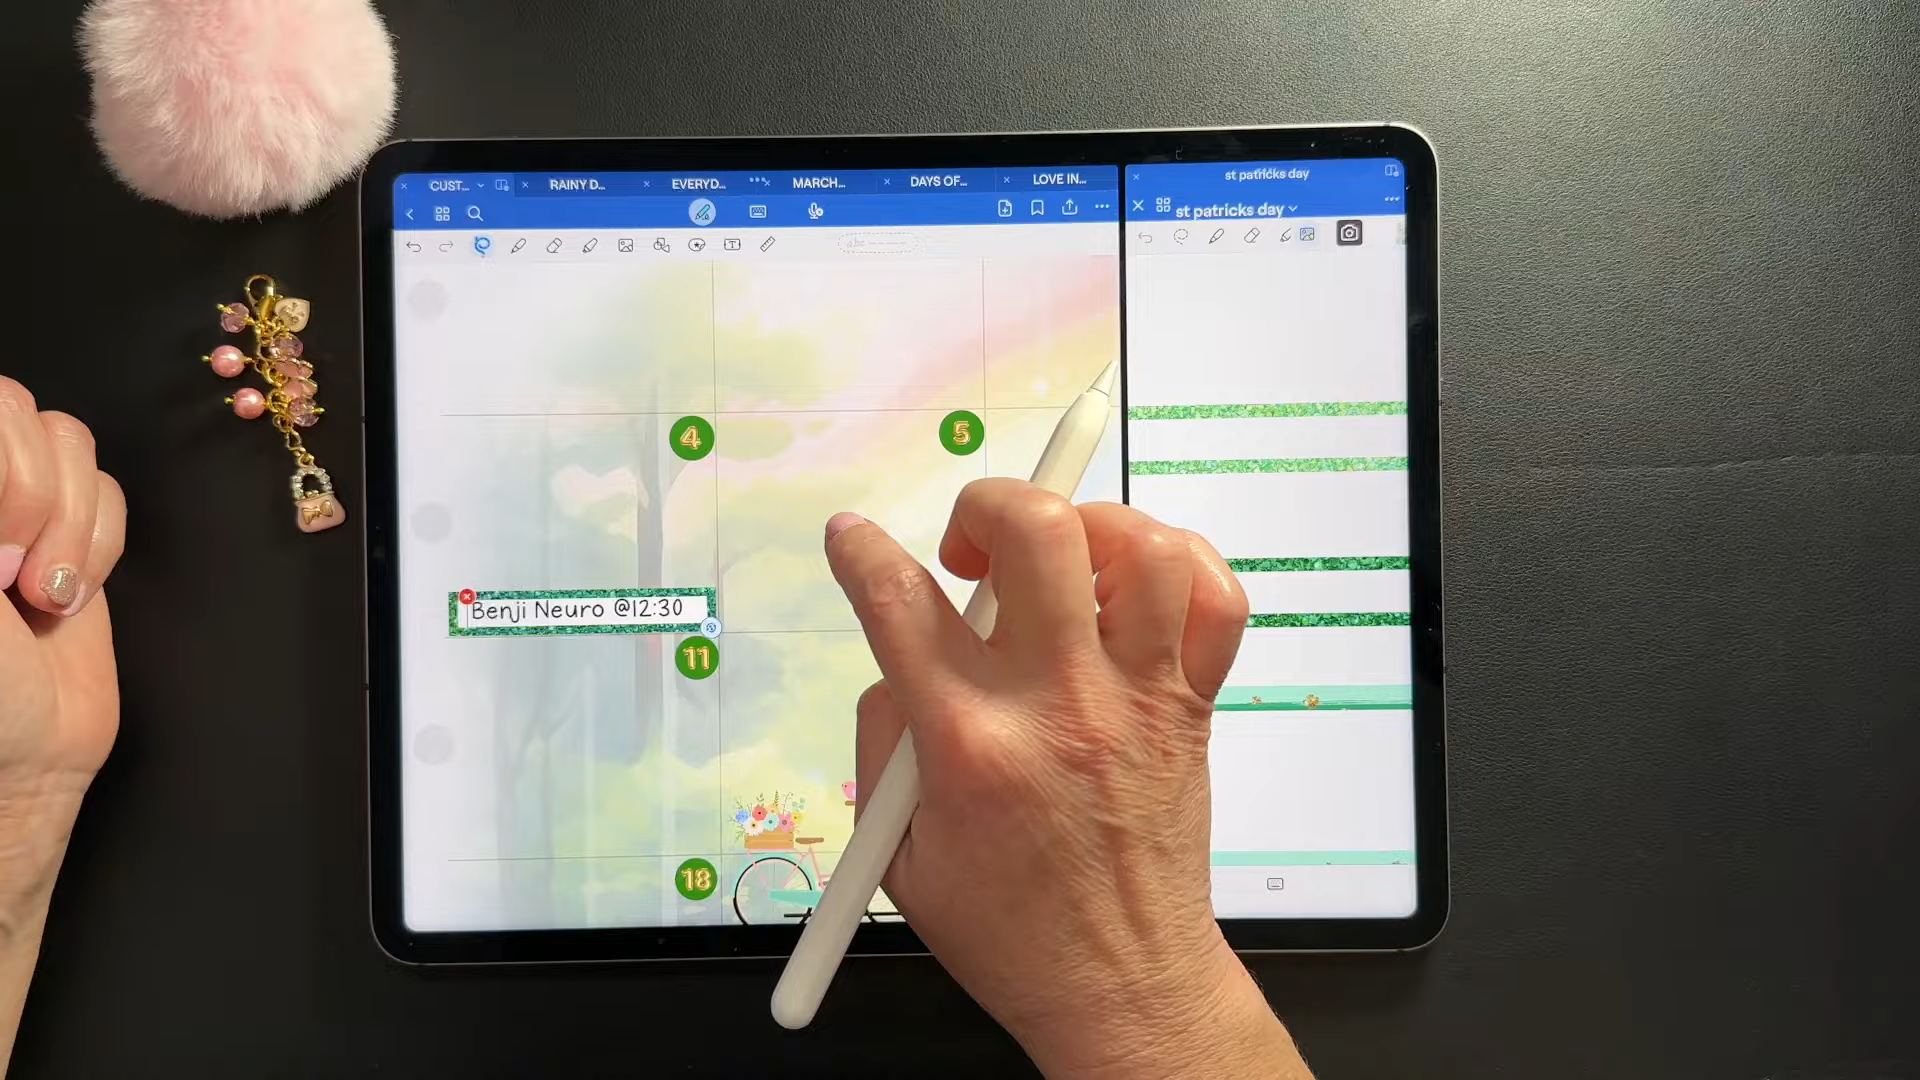 CUST...
RAINY D...
EVERYD...
MARCH...
DAYS OF...
LOVE IN...
st patricks day
st patricks day
abc
4
5
Benji Neuro @12:30
11
18